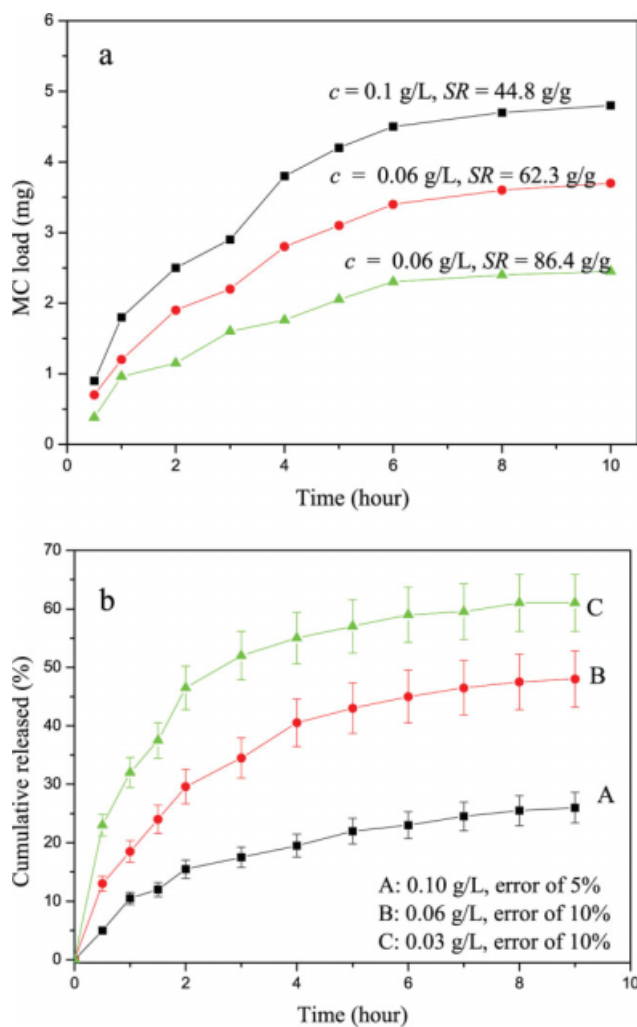 a
6
5
4
3
2
1
0
MC load (mg)
c = 0.1 g/L, SR = 44.8 g/g
c = 0.06 g/L, SR = 62.3 g/g
c = 0.06 g/L, SR = 86.4 g/g
0 2 4 6 8 10
Time (hour)
b
70
60
50
40
30
20
10
0
Cumulative released (%)
C
B
A
A: 0.10 g/L, error of 5%
B: 0.06 g/L, error of 10%
C: 0.03 g/L, error of 10%
0 2 4 6 8 10
Time (hour)